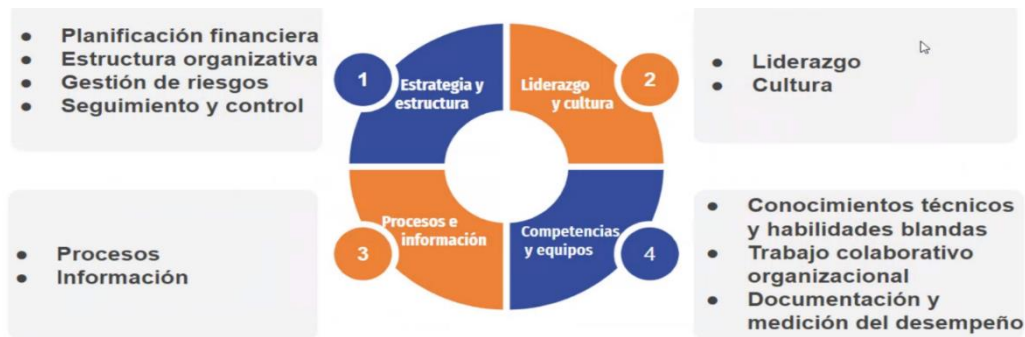 ● Planificación financiera
● Estructura organizativa
● Gestión de riesgos
● Seguimiento y control
1
Estrategia y
estructura
Liderazgo
y cultura
2
● Liderazgo
● Cultura
● Procesos
● Información
3
Procesos e
información
Competencias
y equipos
4
● Conocimientos técnicos
y habilidades blandas
● Trabajo colaborativo
organizacional
● Documentación y
medición del desempeño